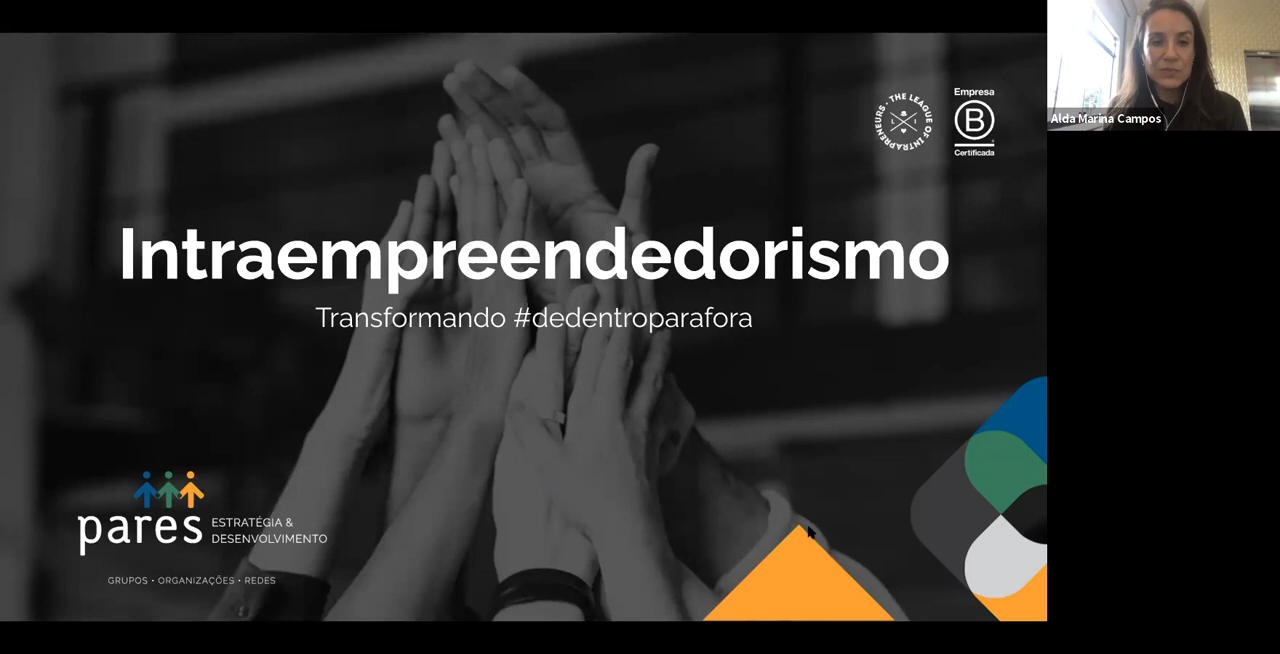 Alda Marina Campos
THE LEAGUE OF INTRAPRENEURS •
L I
Empresa
B
Certificada
Intraempreendedorismo
Transformando #dedentroparafora
pares
ESTRATÉGIA &
DESENVOLVIMENTO
GRUPOS • ORGANIZAÇÕES • REDES